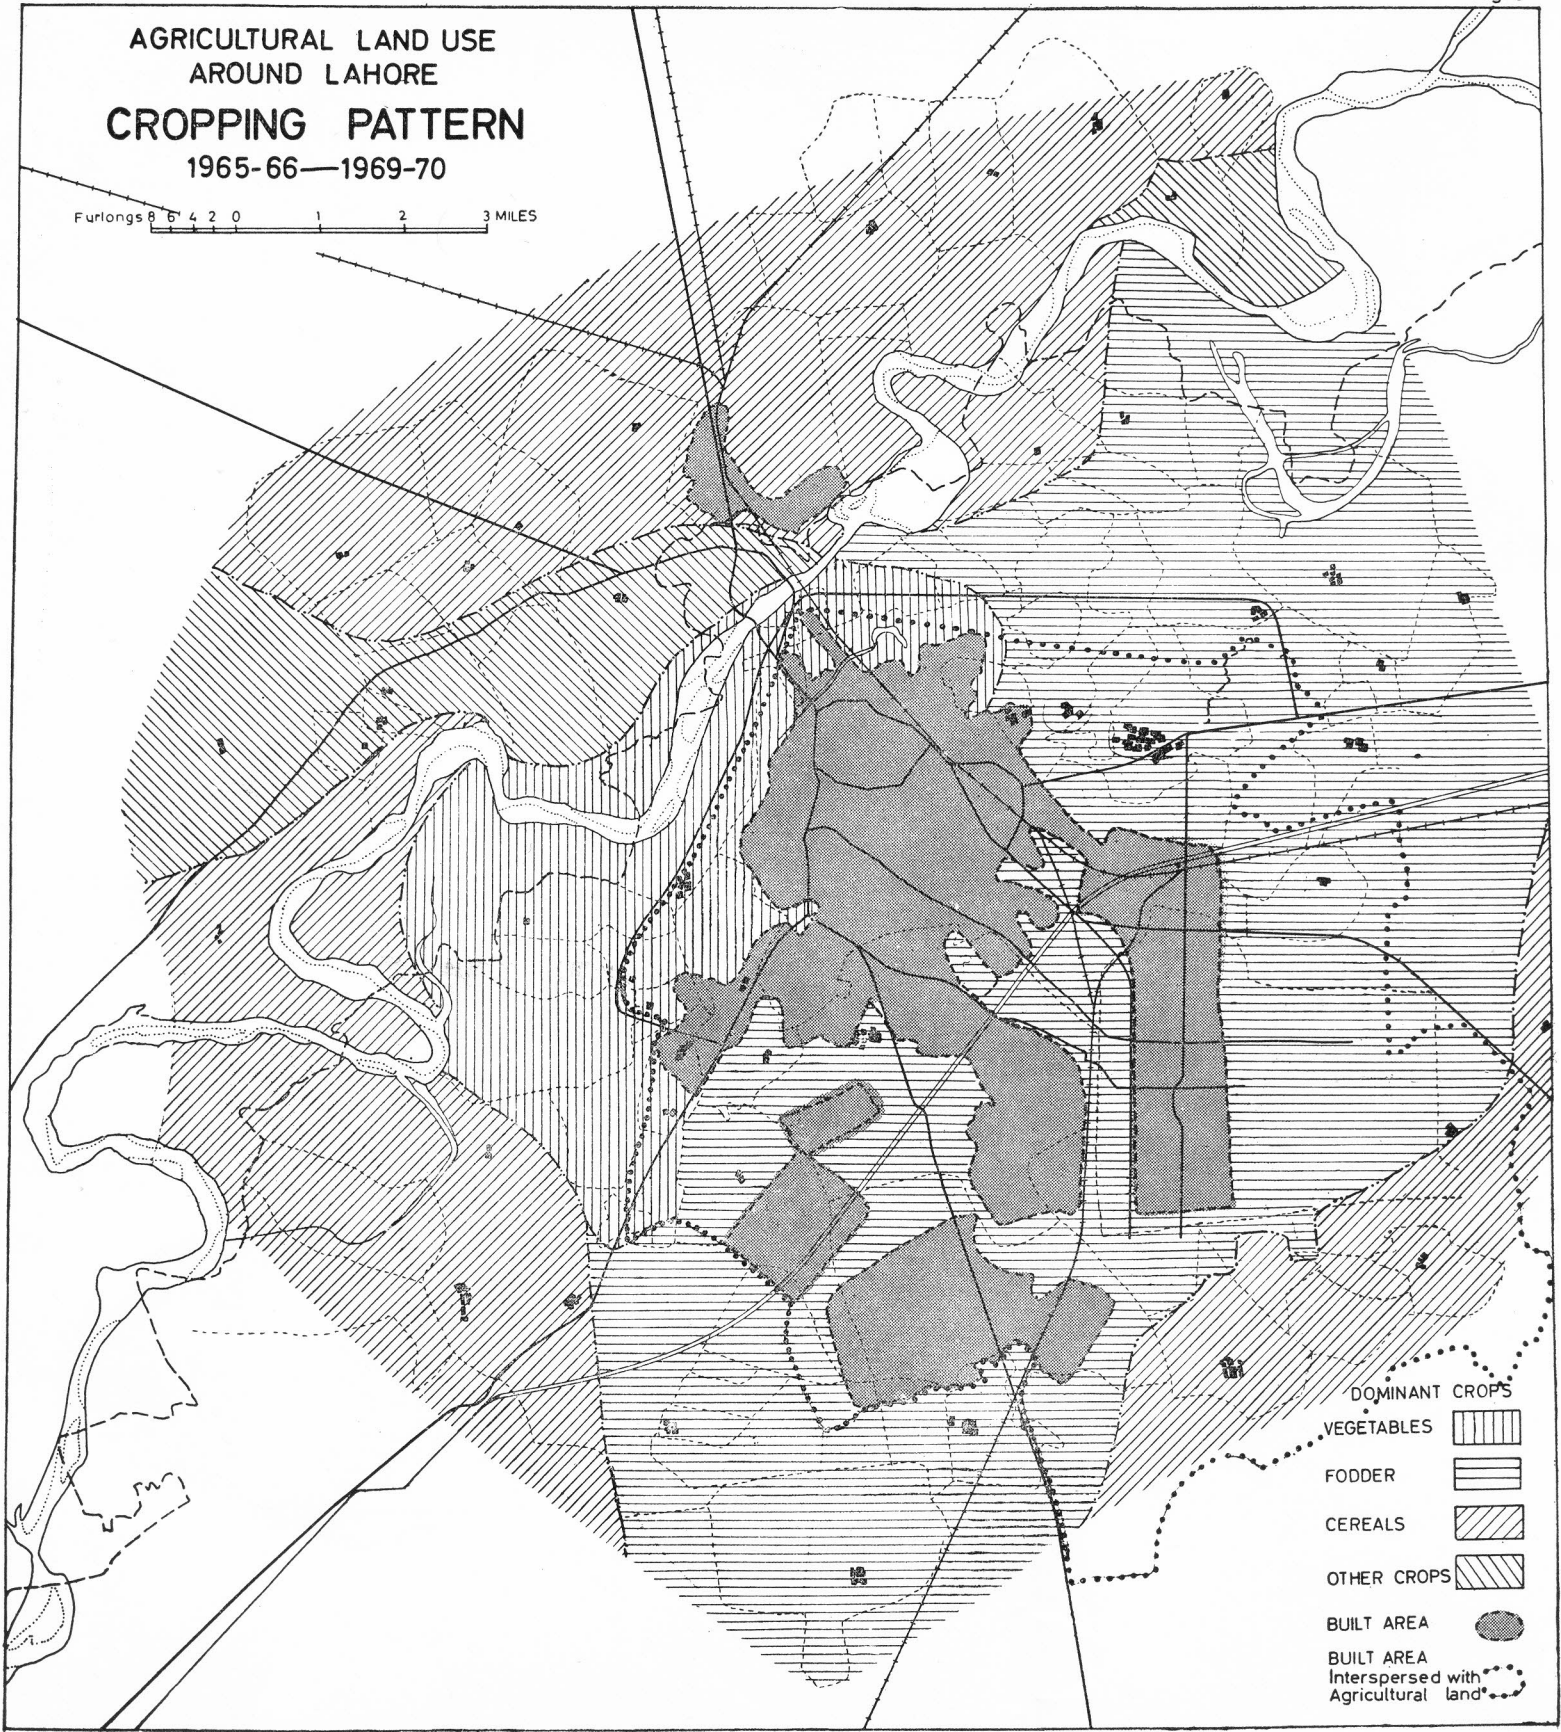 AGRICULTURAL LAND USE
AROUND LAHORE
CROPPING PATTERN
1965-66—1969-70
Furlongs 8 6 4 2 0 1 2 3 MILES
DOMINANT CROPS
VEGETABLES
FODDER
CEREALS
OTHER CROPS
BUILT AREA
BUILT AREA
Interspersed with
Agricultural land